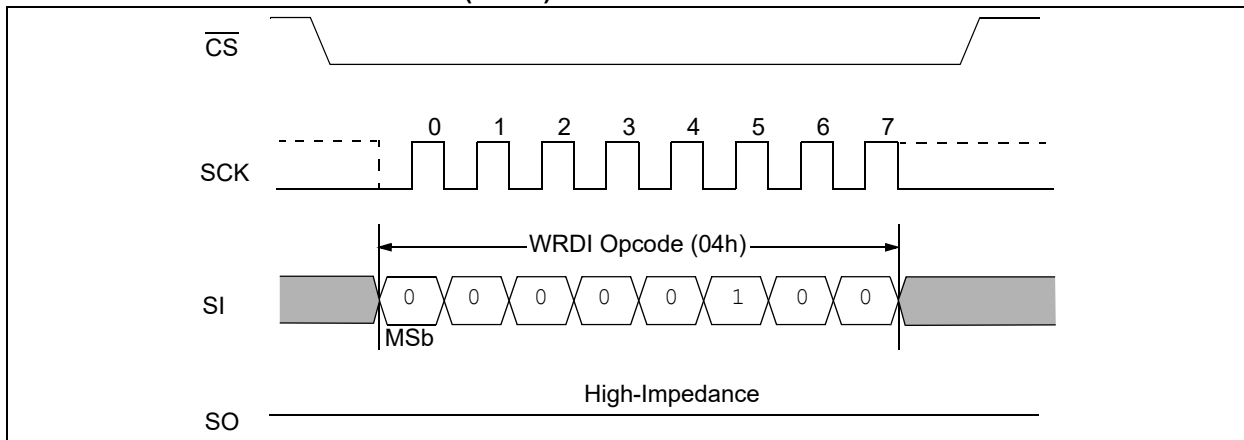 CS
0 1 2 3 4 5 6 7
SCK
WRDI Opcode (04h)
SI 0 0 0 0 0 1 0 0
MSb
High-Impedance
SO